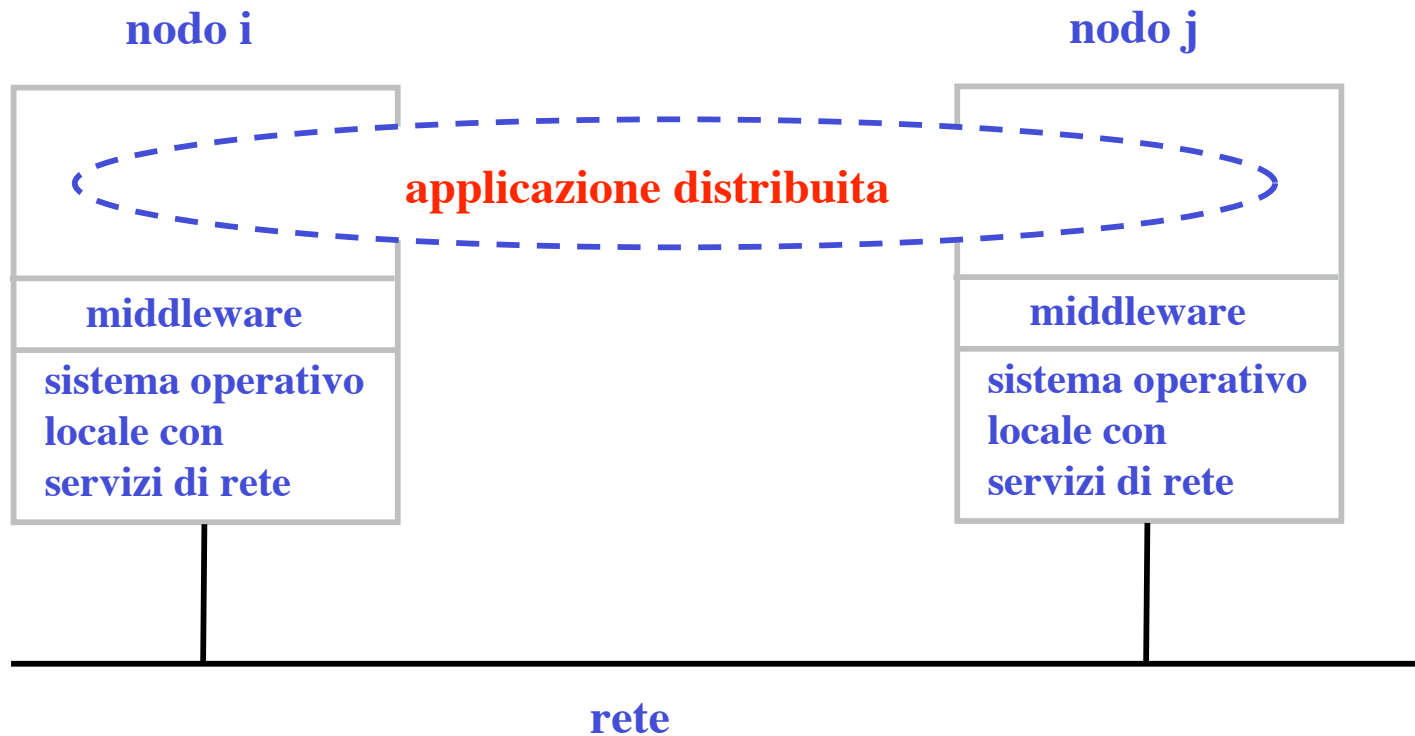 nodo i
nodo j
applicazione distribuita
middleware
middleware
sistema operativo
locale con
servizi di rete
sistema operativo
locale con
servizi di rete
rete